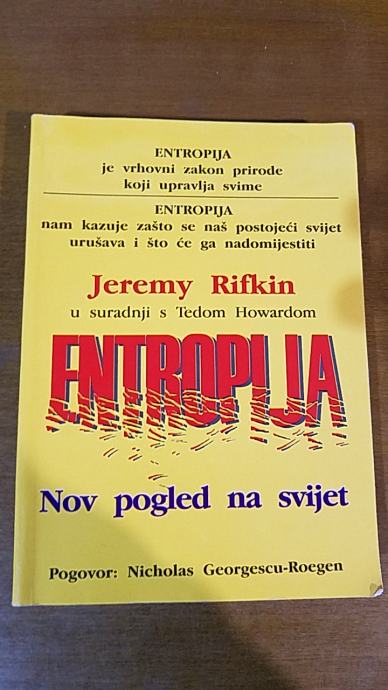 ENTROPIJA
je vrhovni zakon prirode
koji upravlja svime
ENTROPIJA
nam kazuje zašto se naš postojeći svijet
urušava i što će ga nadomijestiti
Jeremy Rifkin
u suradnji s Tedom Howardom
ENTROPIJA
Nov pogled na svijet
Pogovor: Nicholas Georgescu-Roegen